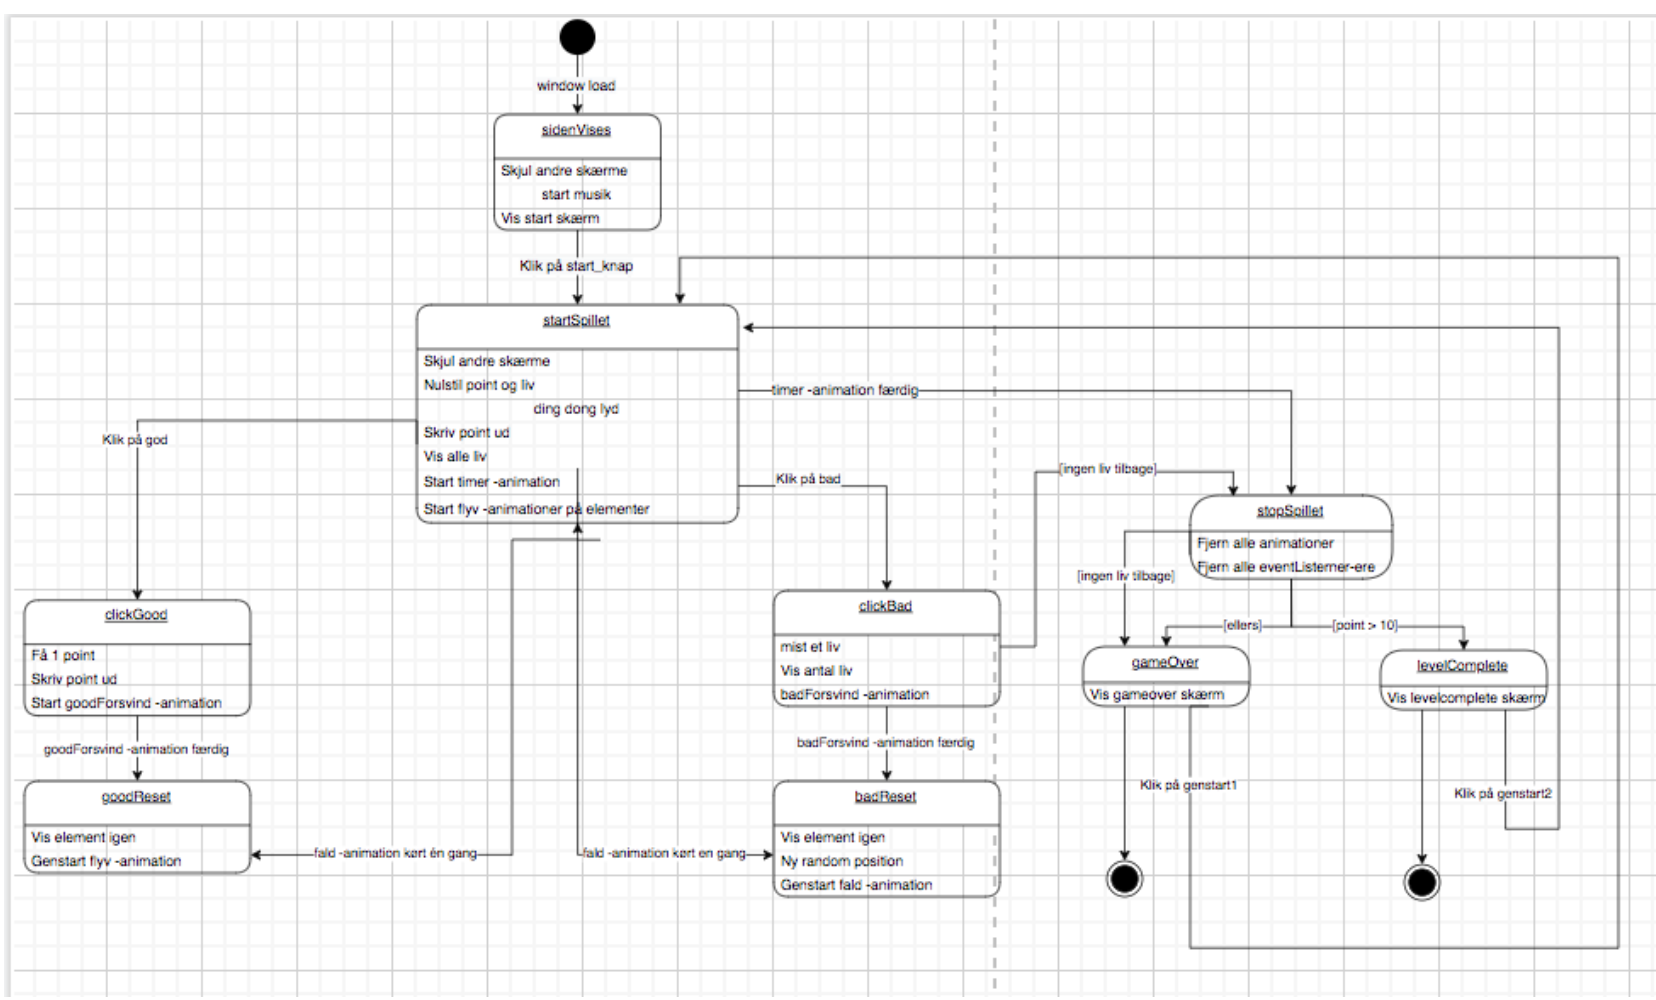 window load
sidenVises
Skjul andre skærme
start musik
Vis start skærm
Klik på start_knap
startSpillet
Skjul andre skærme
Nulstil point og liv
ding dong lyd
Skriv point ud
Vis alle liv
Start timer -animation
Start flyv -animationer på elementer
timer -animation færdig
Klik på god
Klik på bad
[ingen liv tilbage]
stopSpillet
Fjern alle animationer
Fjern alle eventListerner-ere
[ingen liv tilbage]
[ellers]
[point > 10]
clickGood
Få 1 point
Skriv point ud
Start goodForsvind -animation
clickBad
mist et liv
Vis antal liv
badForsvind -animation
gameOver
Vis gameover skærm
levelComplete
Vis levelcomplete skærm
goodForsvind -animation færdig
badForsvind -animation færdig
Klik på genstart1
Klik på genstart2
goodReset
Vis element igen
Genstart flyv -animation
fald -animation kørt én gang
fald -animation kørt en gang
badReset
Vis element igen
Ny random position
Genstart fald -animation